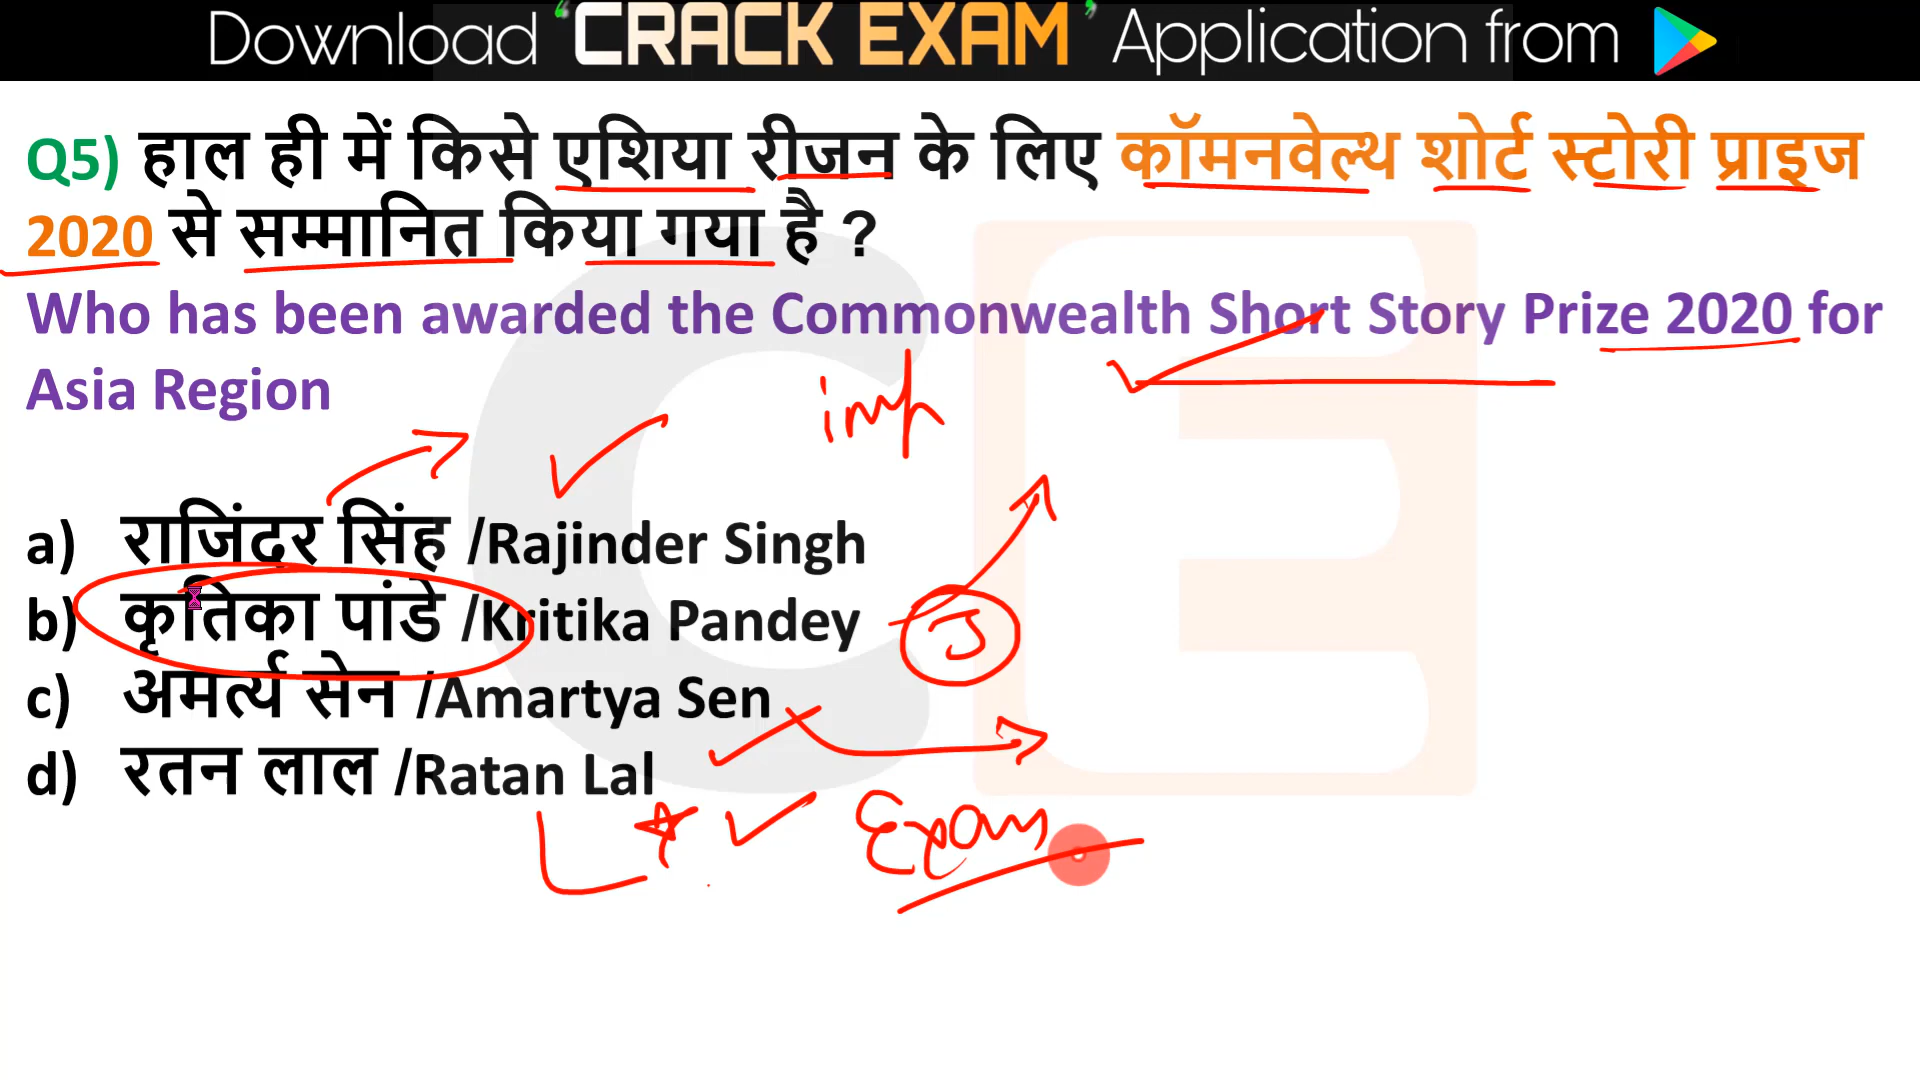 Download 'CRACK EXAM' Application from
Q5) हाल ही में किसे एशिया रीजन के लिए कॉमनवेल्थ शोर्ट स्टोरी प्राइज
2020 से सम्मानित किया गया है ?
Who has been awarded the Commonwealth Short Story Prize 2020 for
Asia Region
imp
a) राजिंदर सिंह /Rajinder Singh
b) कृतिका पांडे /Kritika Pandey
J
c) अमर्त्य सेन /Amartya Sen
d) रतन लाल /Ratan Lal
Exam
CE